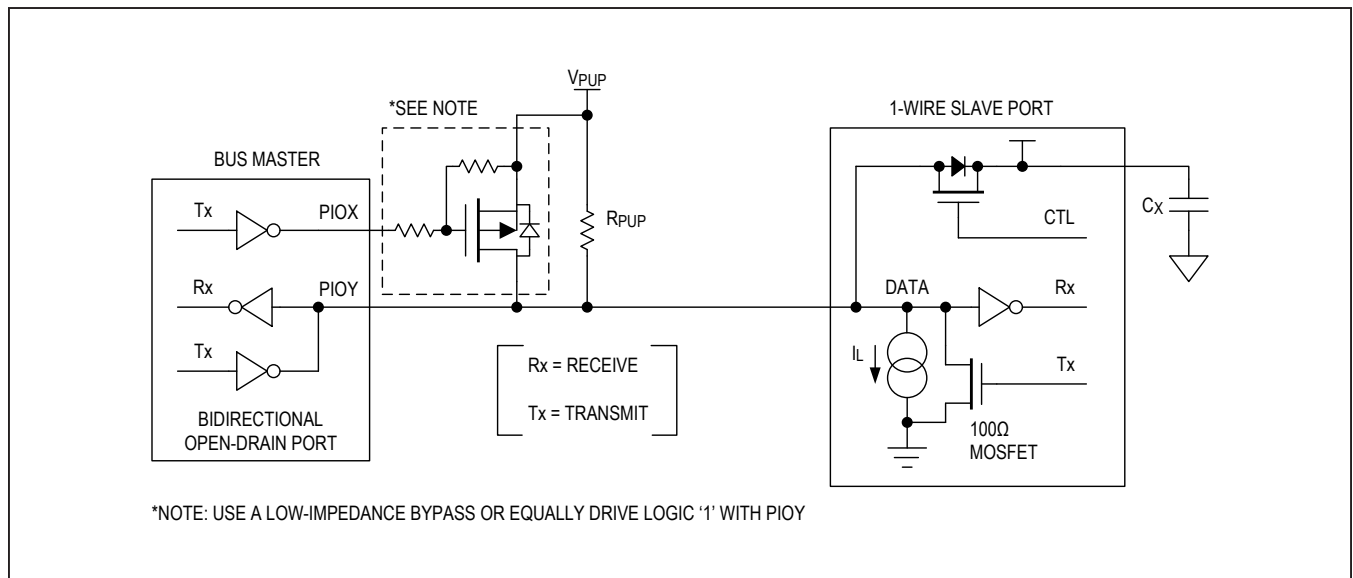 VPUP
*SEE NOTE
1-WIRE SLAVE PORT
BUS MASTER
Tx
PIOX
RPUP
CX
CTL
Rx
PIOY
DATA
Rx
Tx
IL
Tx
Rx = RECEIVE
Tx = TRANSMIT
BIDIRECTIONAL
OPEN-DRAIN PORT
100Ω
MOSFET
*NOTE: USE A LOW-IMPEDANCE BYPASS OR EQUALLY DRIVE LOGIC ‘1’ WITH PIOY